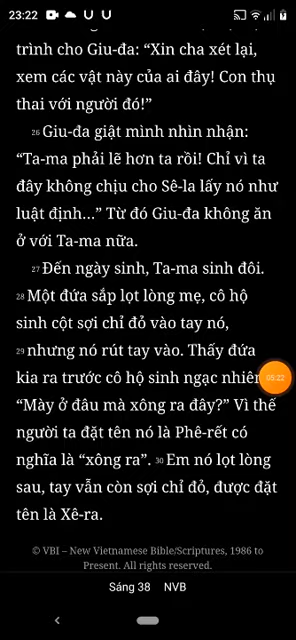 23:22
trình cho Giu-đa: “Xin cha xét lại,
xem các vật này của ai đây! Con thụ
thai với người đó!”
26 Giu-đa giật mình nhìn nhận:
“Ta-ma phải lẽ hơn ta rồi! Chỉ vì ta
đây không chịu cho Sê-la lấy nó như
luật định...” Từ đó Giu-đa không ăn
ở với Ta-ma nữa.
27 Đến ngày sinh, Ta-ma sinh đôi.
28 Một đứa sắp lọt lòng mẹ, cô hộ
sinh cột sợi chỉ đỏ vào tay nó,
29 nhưng nó rút tay vào. Thấy đứa
kia ra trước cô hộ sinh ngạc nhiên
05:22
“Mày ở đâu mà xông ra đây?” Vì thế
người ta đặt tên nó là Phê-rết có
nghĩa là “xông ra”. 30 Em nó lọt lòng
sau, tay vẫn còn sợi chỉ đỏ, được đặt
tên là Xê-ra.
© VBI – New Vietnamese Bible/Scriptures, 1986 to
Present. All rights reserved.
Sáng 38 NVB